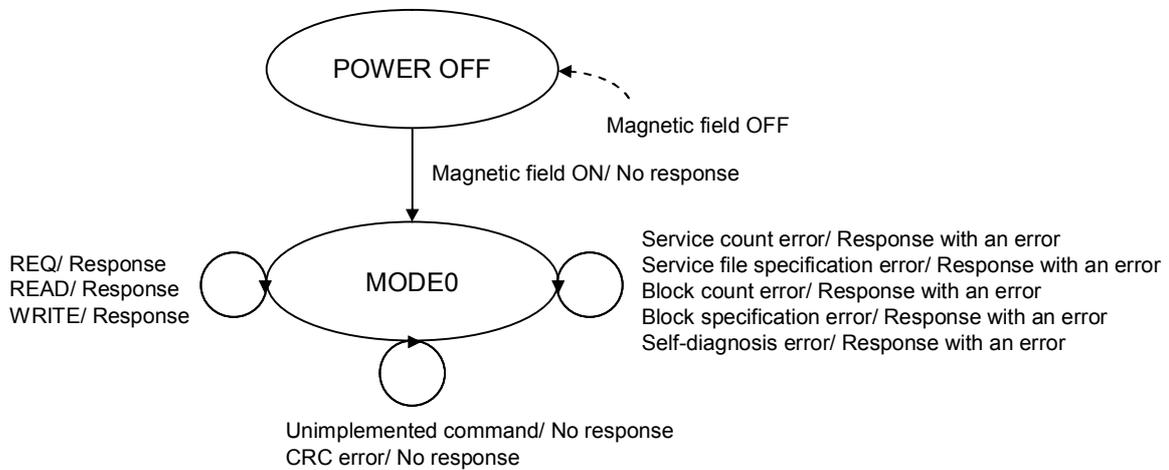 POWER OFF
Magnetic field OFF
Magnetic field ON/ No response
REQ/ Response
READ/ Response
WRITE/ Response
MODE0
Service count error/ Response with an error
Service file specification error/ Response with an error
Block count error/ Response with an error
Block specification error/ Response with an error
Self-diagnosis error/ Response with an error
Unimplemented command/ No response
CRC error/ No response